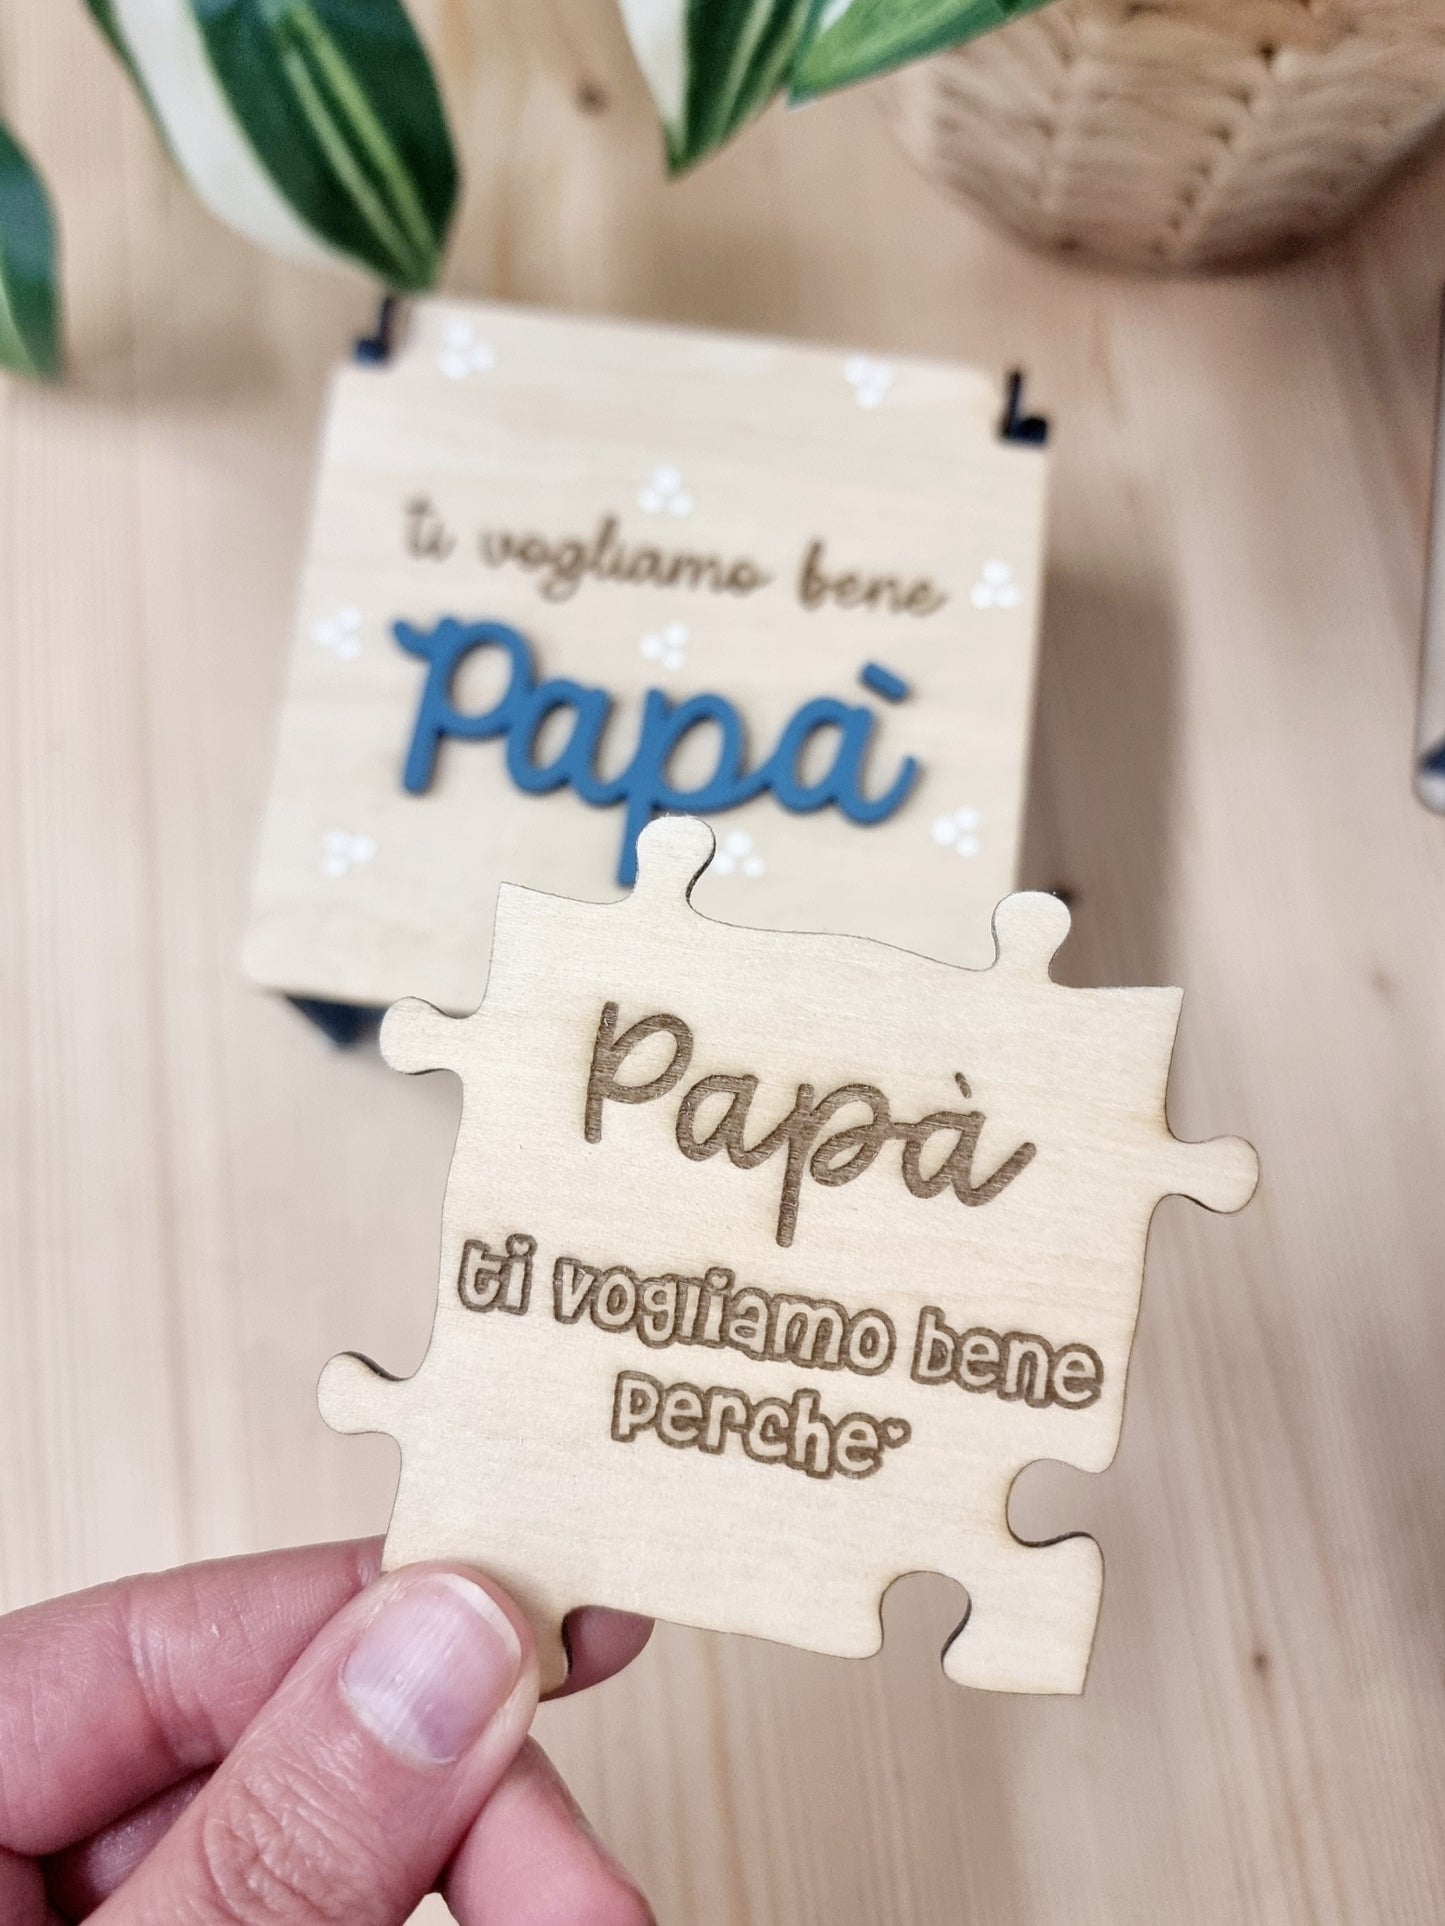 ti vogliamo bene
Papà
Papà
ti vogliamo bene
perche'